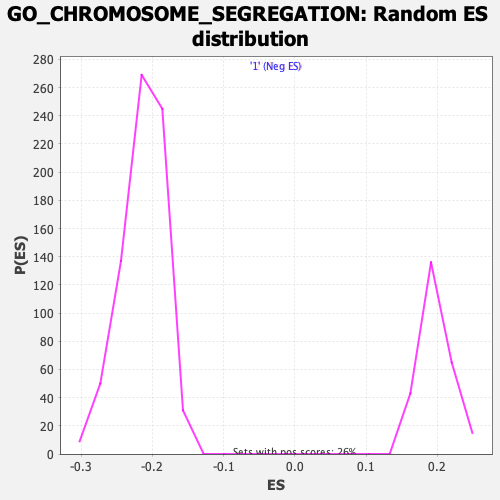 GO_CHROMOSOME_SEGREGATION: Random ES
distribution
'1' (Neg ES)
280
260
240
220
200
180
160
140
120
100
80
60
40
20
0
P(ES)
Sets with pos scores: 26%
-0.3 -0.2 -0.1 0.0 0.1 0.2
ES